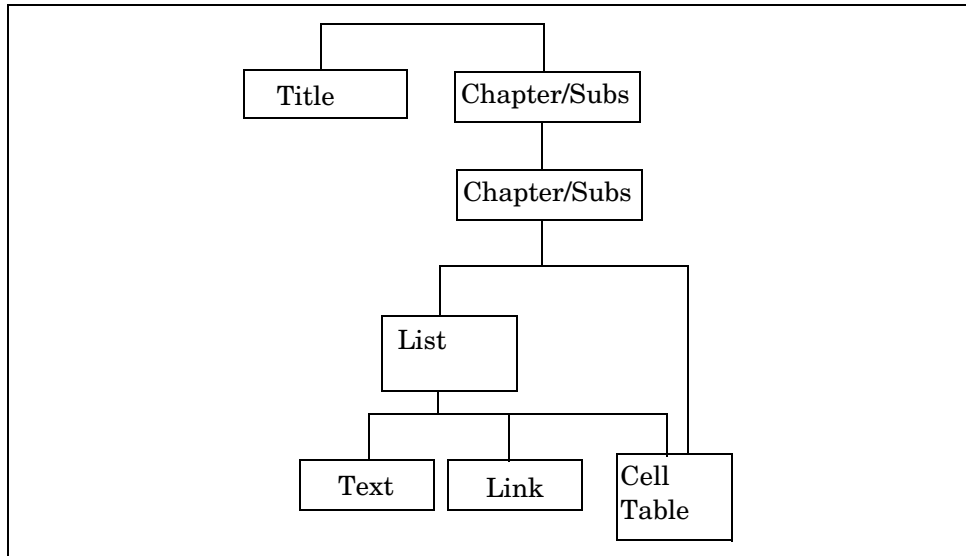 Title
Chapter/Subs
Chapter/Subs
List
Text
Link
Cell
Table